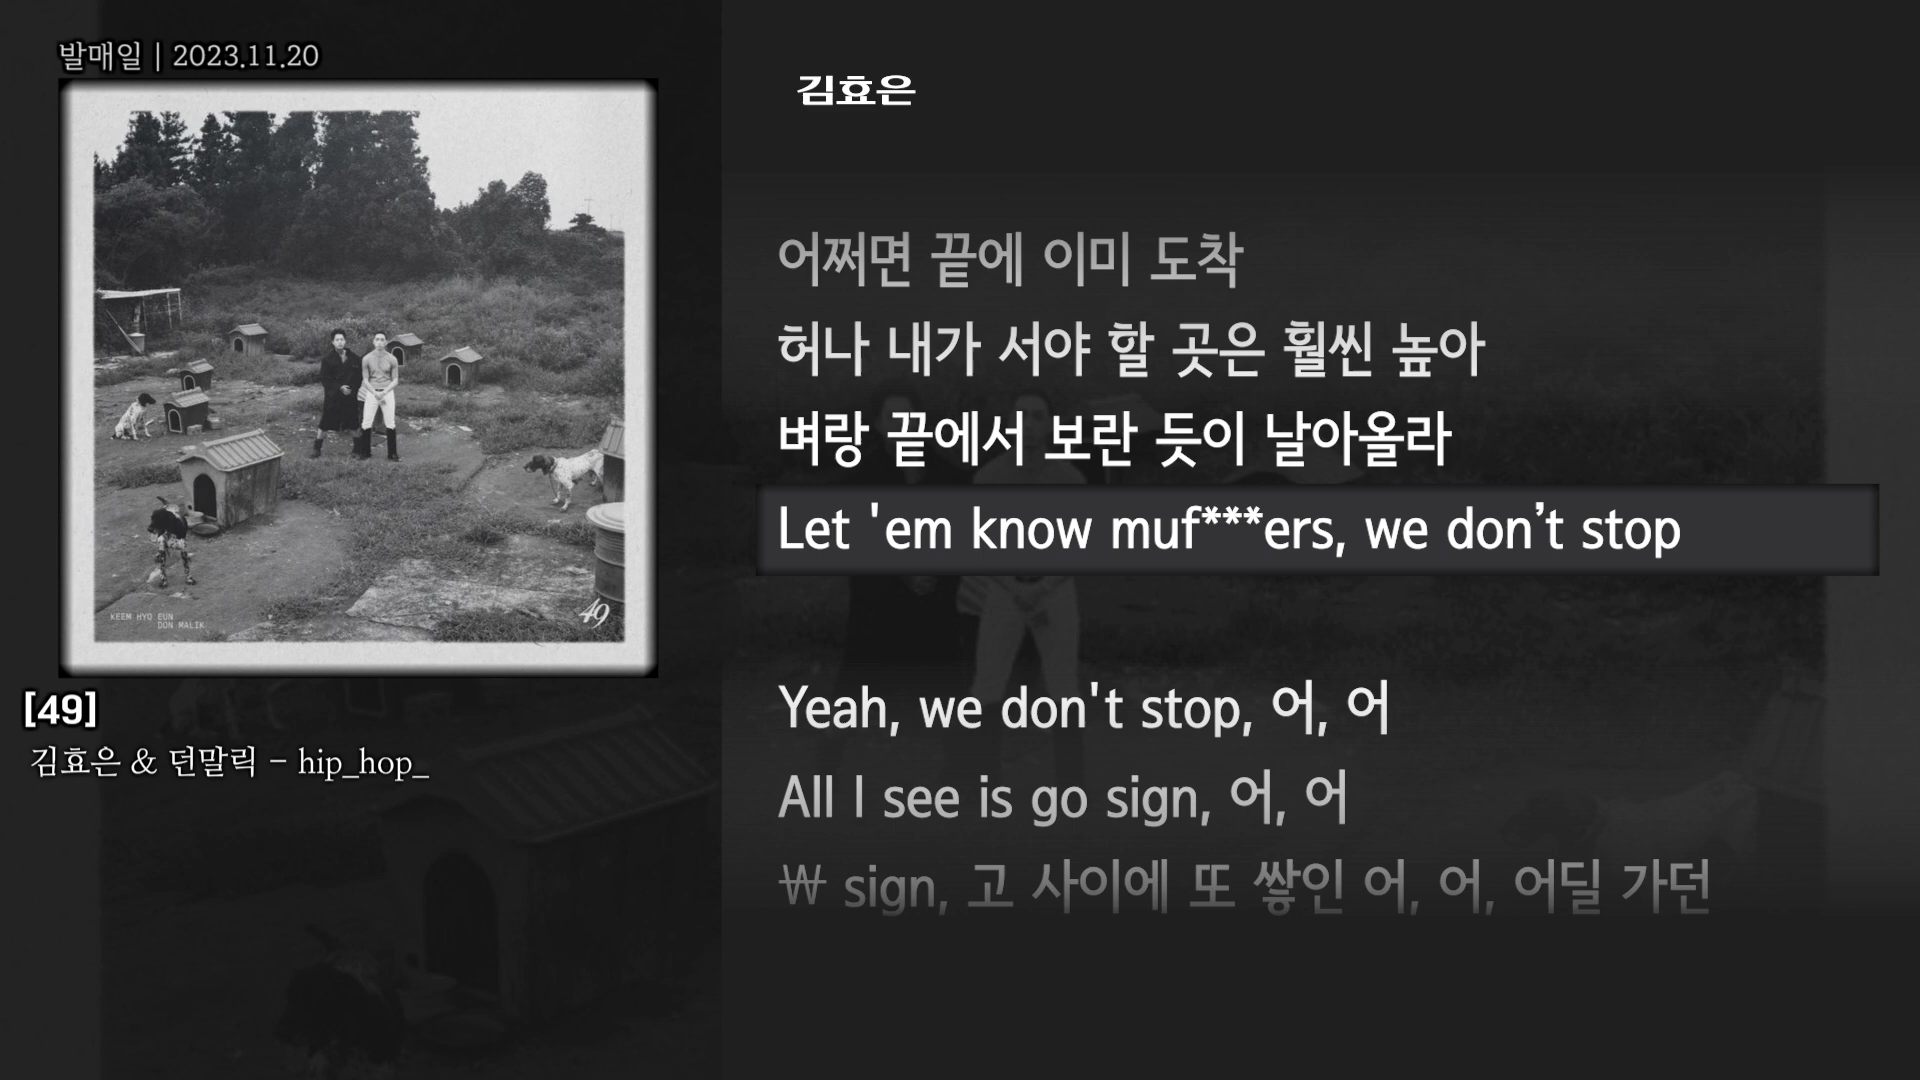 발매일 | 2023.11.20
KEEM HYO EUN
DON MALIK
49
[49]
김효은 & 던말릭 - hip_hop_
김효은
어쩌면 끝에 이미 도착
허나 내가 서야 할 곳은 훨씬 높아
벼랑 끝에서 보란 듯이 날아올라
Let 'em know muf***ers, we don’t stop
Yeah, we don't stop, 어, 어
All I see is go sign, 어, 어
₩ sign, 고 사이에 또 쌓인 어, 어, 어딜 가던